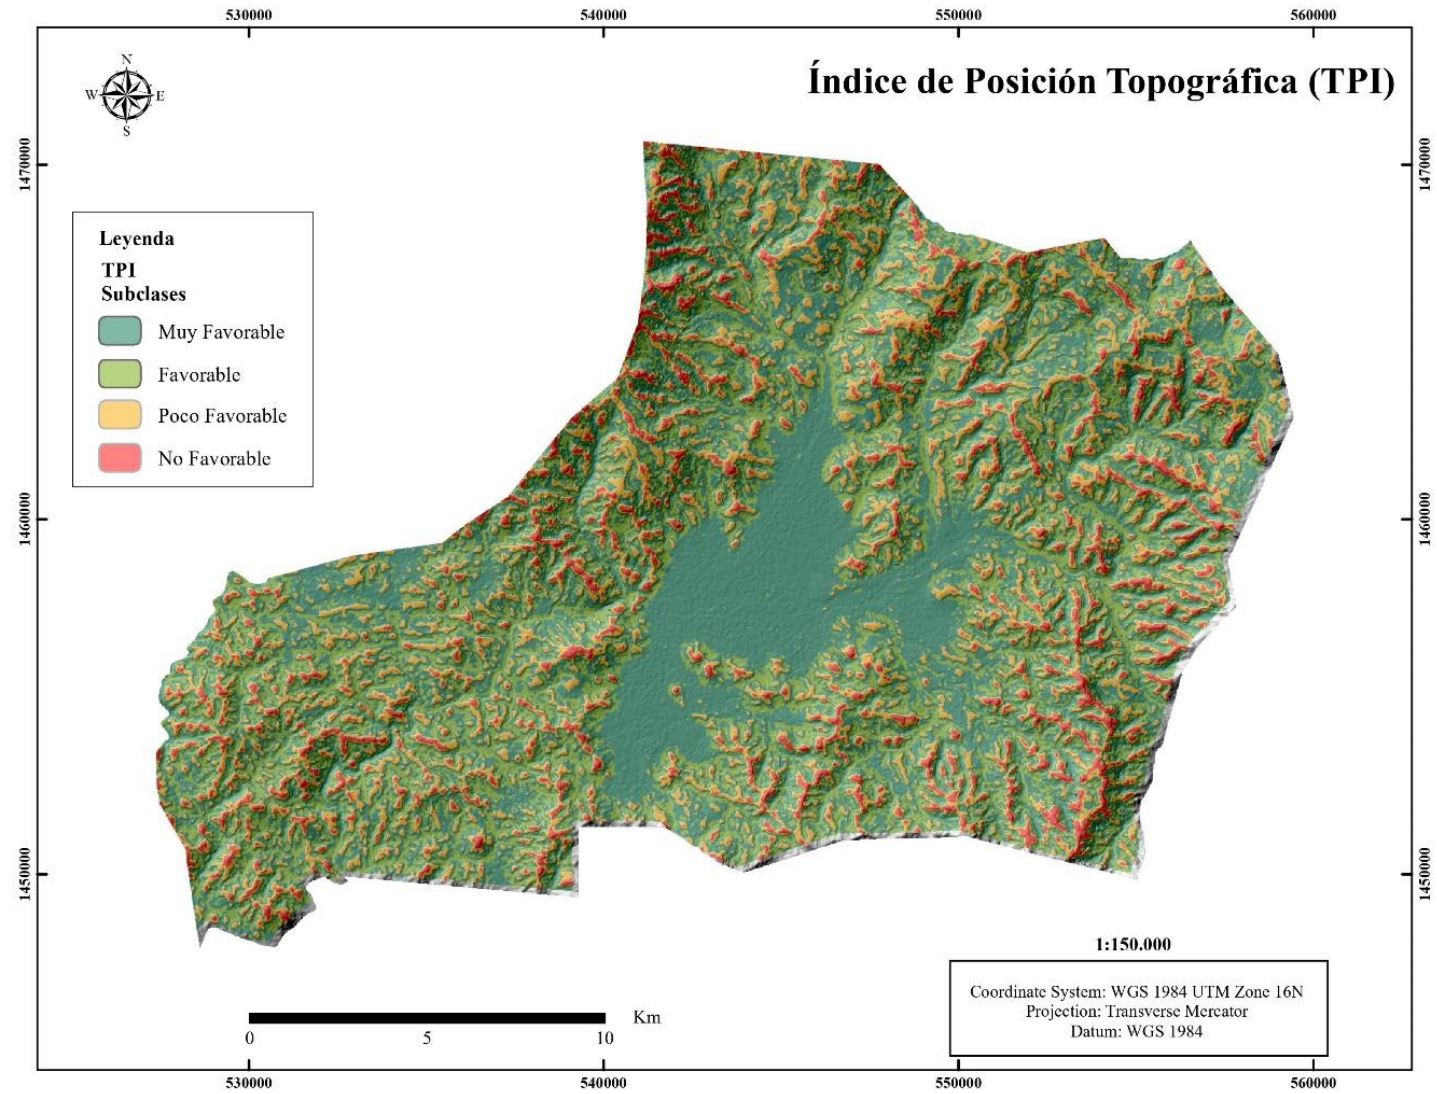 530000
540000
550000
560000
N
W
E
S
Índice de Posición Topográfica (TPI)
1470000
1470000
Leyenda
TPI
Subclases
Muy Favorable
Favorable
Poco Favorable
No Favorable
1460000
1460000
1450000
1450000
1:150.000
Coordinate System: WGS 1984 UTM Zone 16N
Projection: Transverse Mercator
Datum: WGS 1984
Km
0
5
10
530000
540000
550000
560000